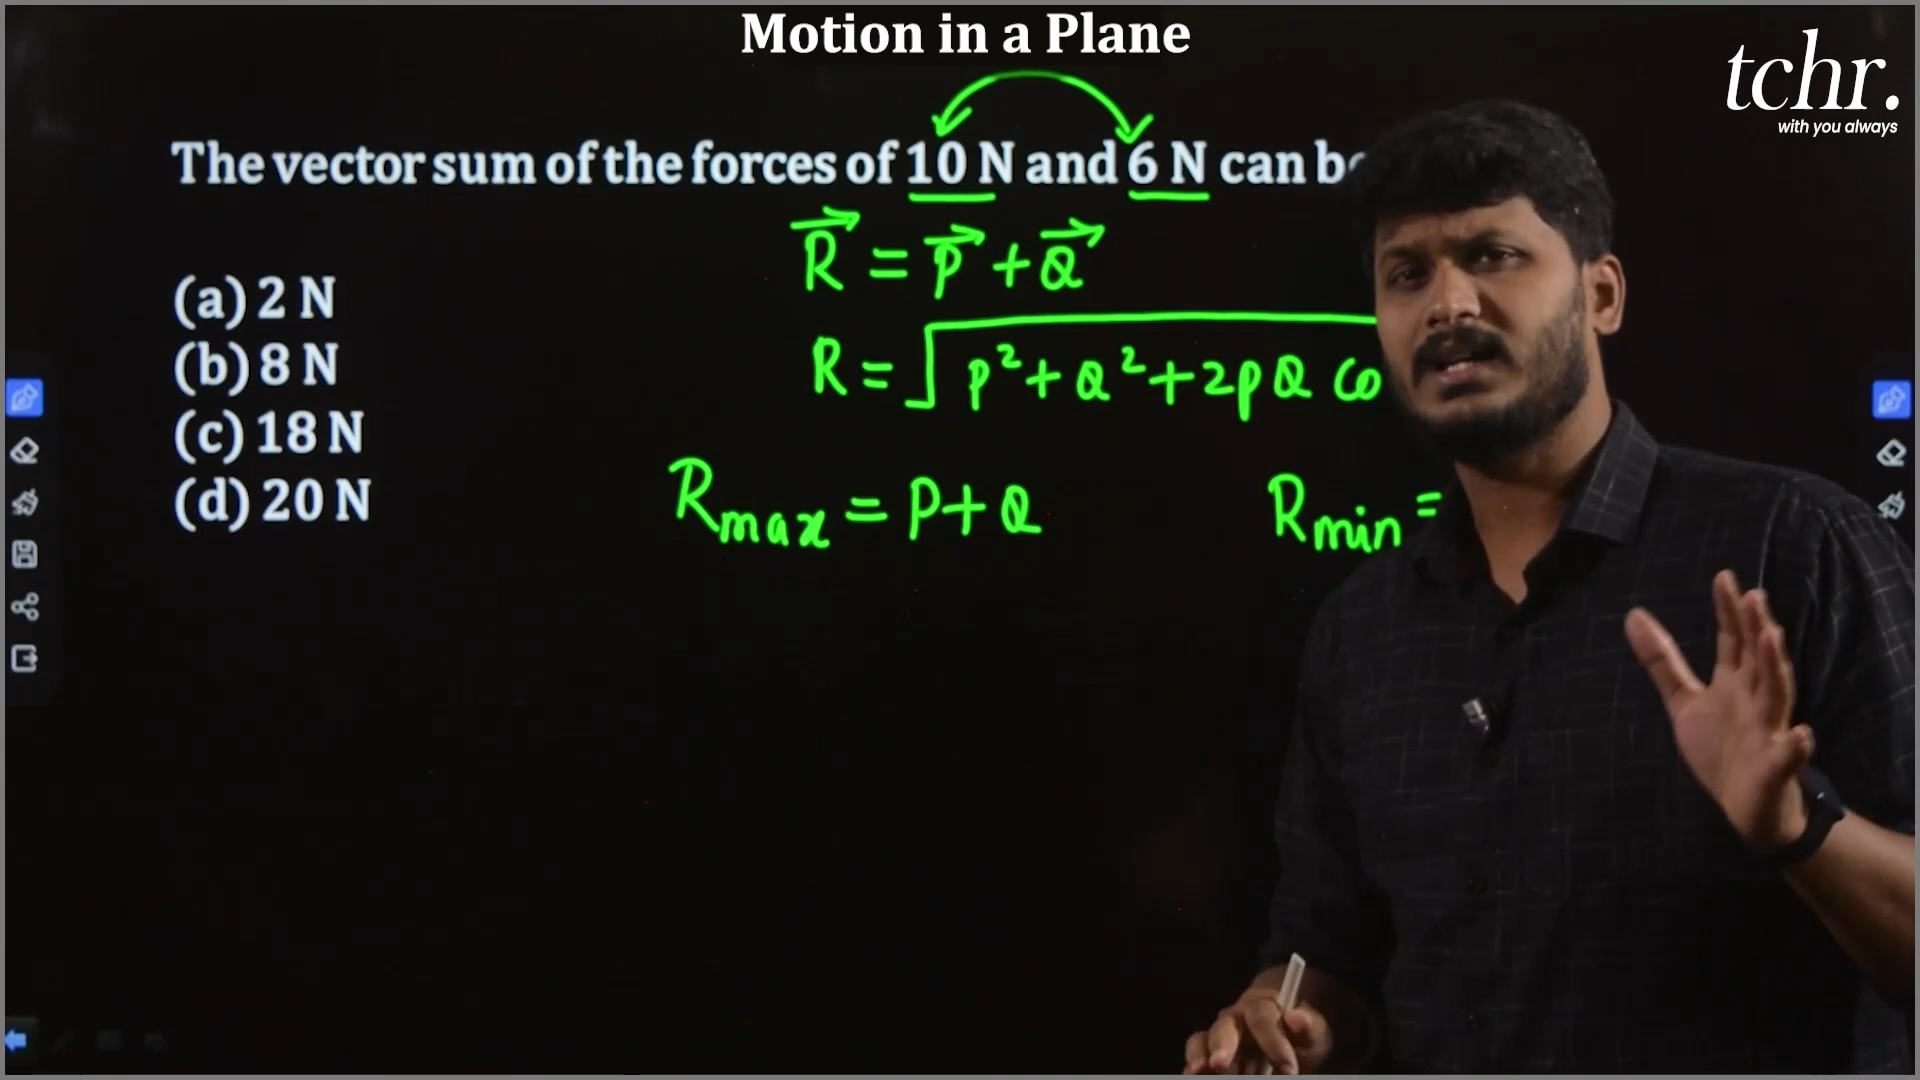 Motion in a Plane
tchr.
with you always
The vector sum of the forces of 10 N and 6 N can
R = P + Q
(a) 2 N
(b) 8 N
R = √P² + Q² + 2PQ
(c) 18 N
Rmax = P + Q
Rmin =
(d) 20 N